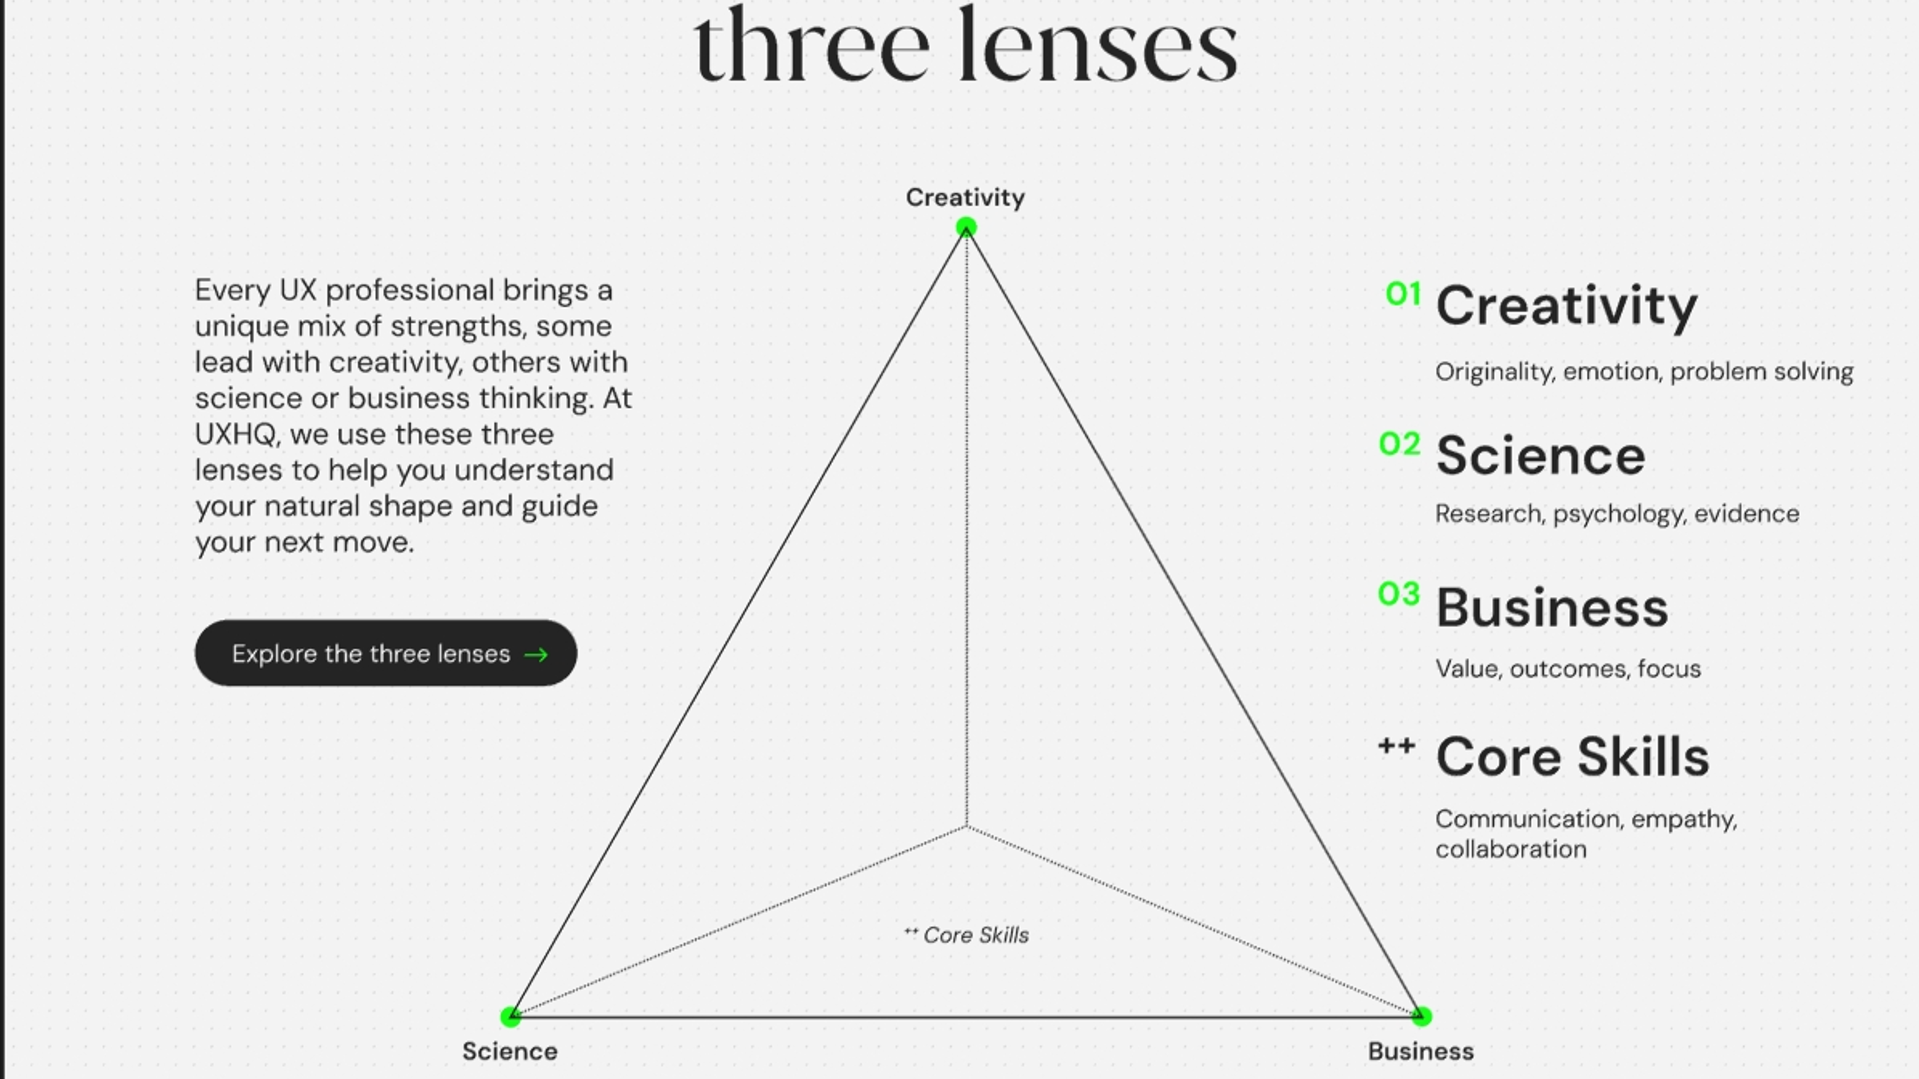 three lenses
Creativity
Every UX professional brings a
unique mix of strengths, some
lead with creativity, others with
science or business thinking. At
UXHQ, we use these three
lenses to help you understand
your natural shape and guide
your next move.
Explore the three lenses →
01 Creativity
Originality, emotion, problem solving
02 Science
Research, psychology, evidence
03 Business
Value, outcomes, focus
++ Core Skills
Communication, empathy,
collaboration
++ Core Skills
Science
Business